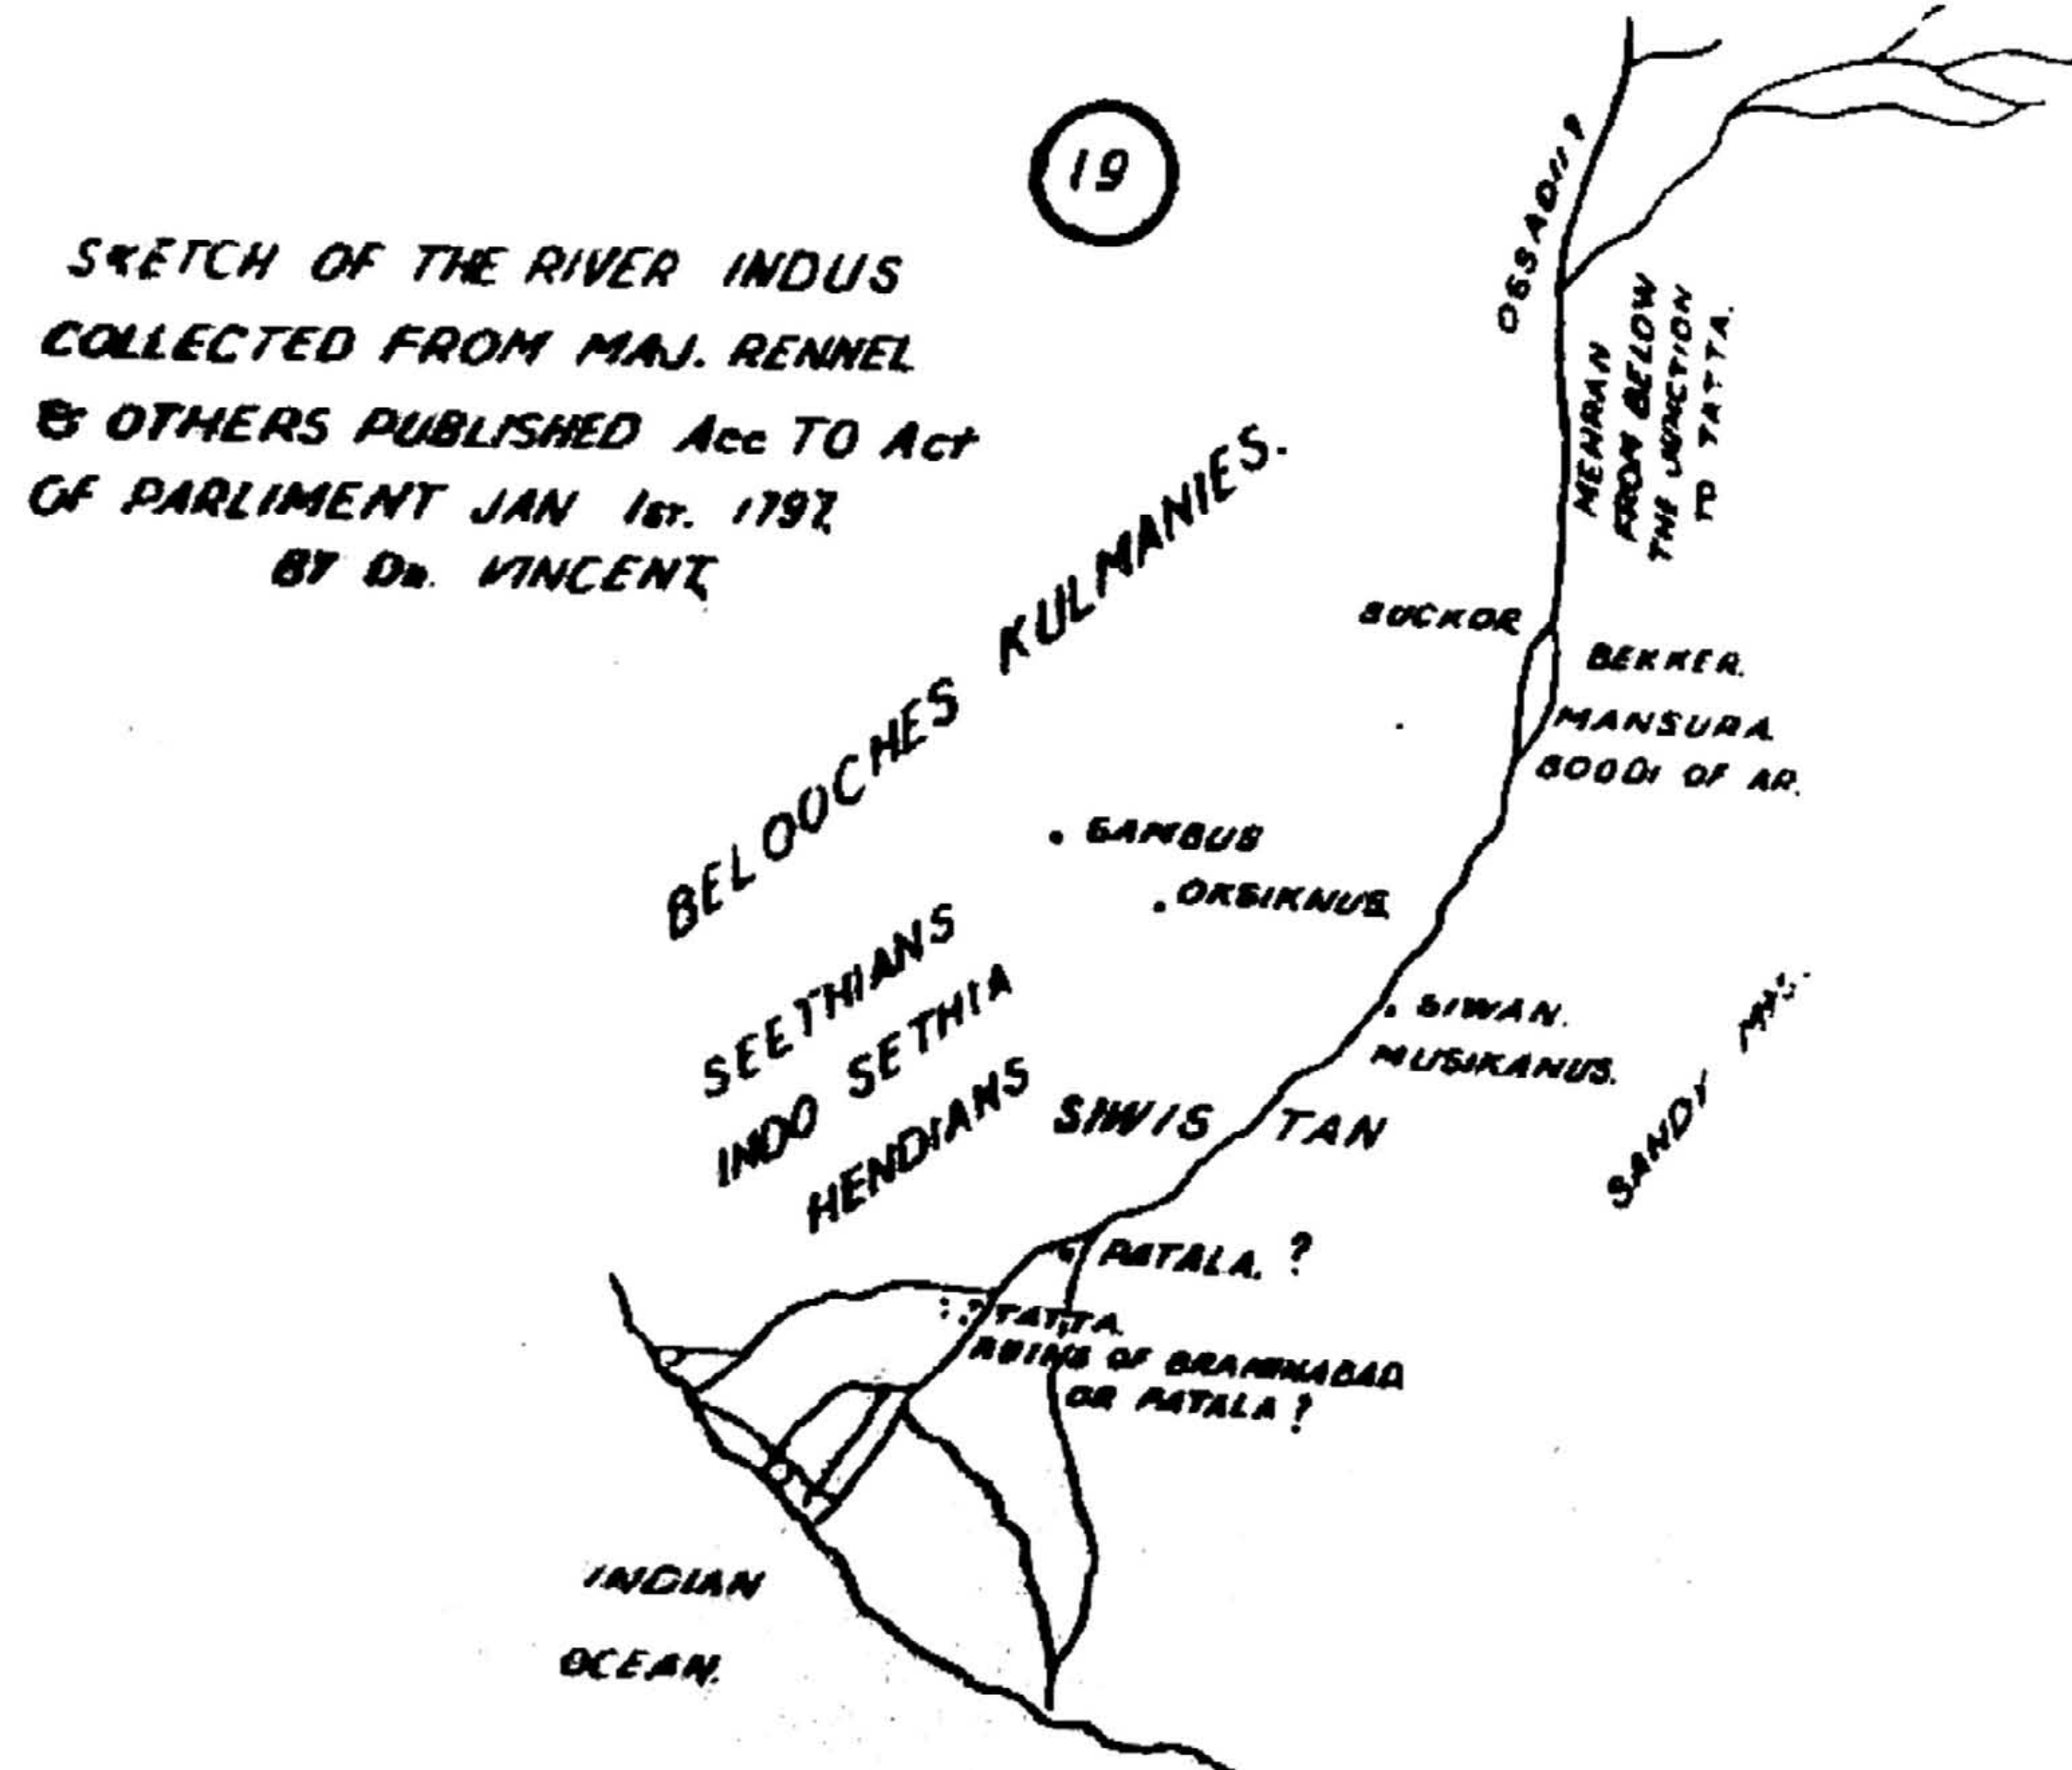 19
SKETCH OF THE RIVER INDUS
COLLECTED FROM MAJ. RENNEL
& OTHERS PUBLISHED Acc TO Act
OF PARLIMENT JAN 1ST. 1797.
BY DR. VINCENT.
OSSADII?
MEHRAN
FROM BELOW
THE JUNCTION
TO TATTA.
BELOOCHES KULMANIES.
BUCKOR
BEKKER.
MANSURA.
BOODI OF AR.
SAMBUS
OKSIKNUS.
SEETHIANS
INDO SETHIA
HENDIANS
SIWAN.
MUSIKANUS.
SIWIS TAN
SANDY
PATALA. ?
? TATTA.
RUINS OF BRAMINABAD
OR PATALA?
INDIAN
OCEAN.